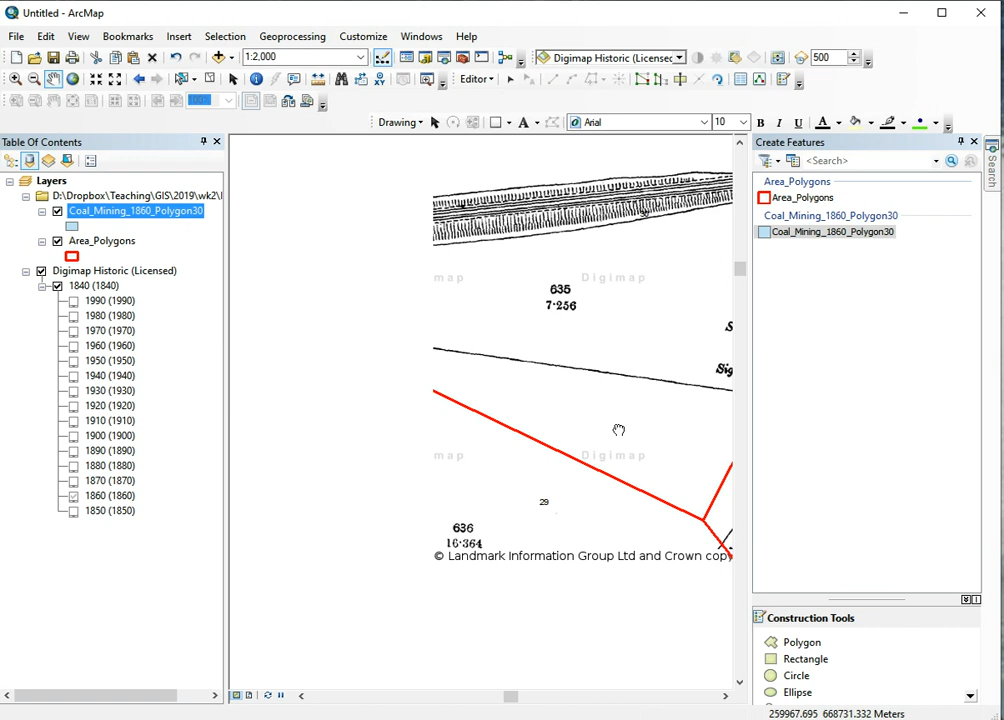 Untitled - ArcMap
File Edit View Bookmarks Insert Selection Geoprocessing Customize Windows Help
1:2,000
Digimap Historic (Licensec
500
Editor
100%
Drawing
Arial
10
B I U A
Table Of Contents
Layers
D:\Dropbox\Teaching\GIS\2019\wk2\
Coal_Mining_1860_Polygon30
Area_Polygons
Digimap Historic (Licensed)
1840 (1840)
1990 (1990)
1980 (1980)
1970 (1970)
1960 (1960)
1950 (1950)
1940 (1940)
1930 (1930)
1920 (1920)
1910 (1910)
1900 (1900)
1890 (1890)
1880 (1880)
1870 (1870)
1860 (1860)
1850 (1850)
map
Digimap
635
7·256
S
Sig
map
Digimap
29
636
16·364
© Landmark Information Group Ltd and Crown copy
Create Features
<Search>
Area_Polygons
Area_Polygons
Coal_Mining_1860_Polygon30
Coal_Mining_1860_Polygon30
Search
Construction Tools
Polygon
Rectangle
Circle
Ellipse
259967.695 668731.332 Meters